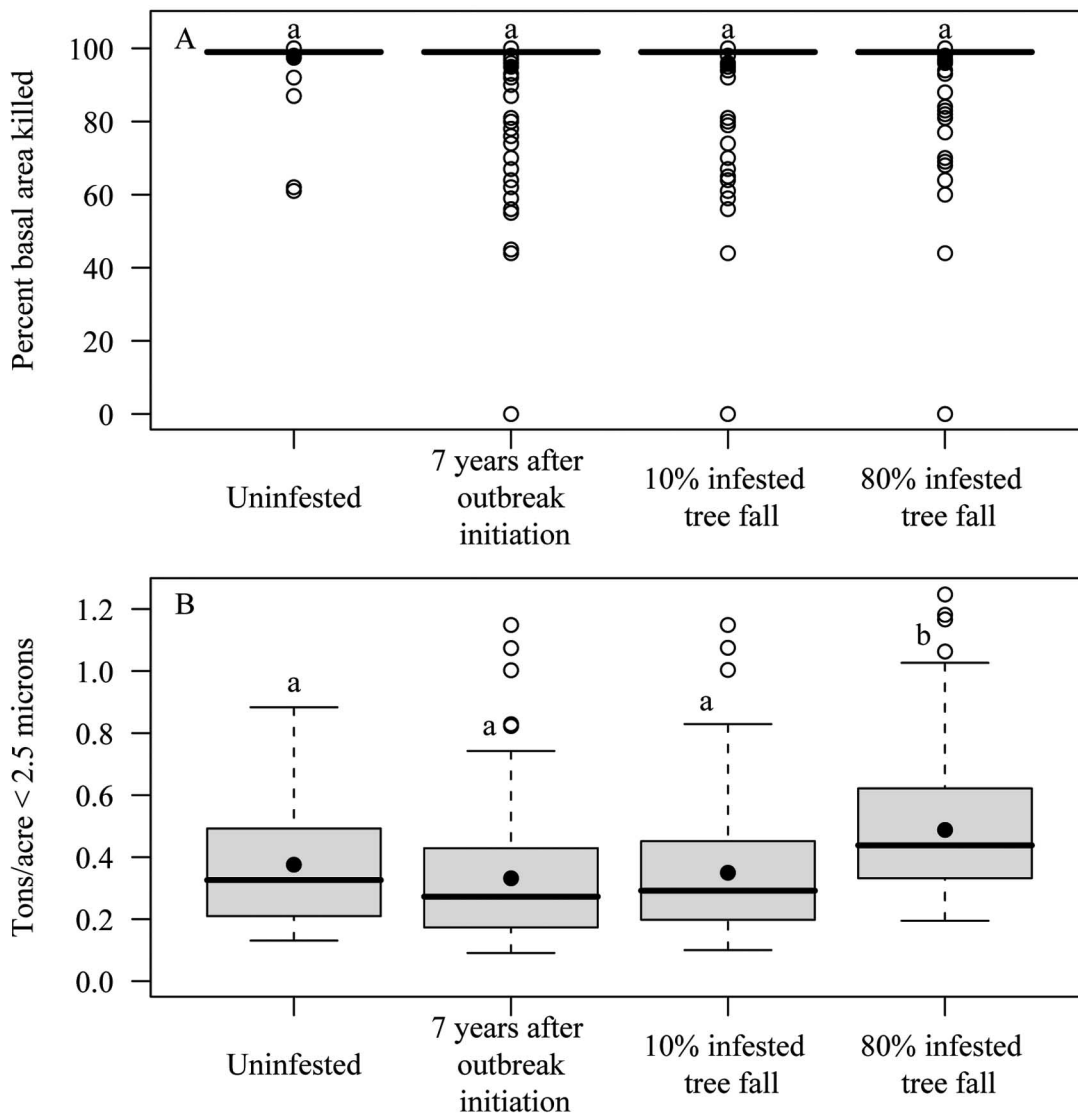 A
a
a
a
a
100
80
60
40
20
0
Percent basal area killed
Uninfested
7 years after
outbreak
initiation
10% infested
tree fall
80% infested
tree fall
B
a
a
a
b
1.2
1.0
0.8
0.6
0.4
0.2
0.0
Tons/acre < 2.5 microns
Uninfested
7 years after
outbreak
initiation
10% infested
tree fall
80% infested
tree fall